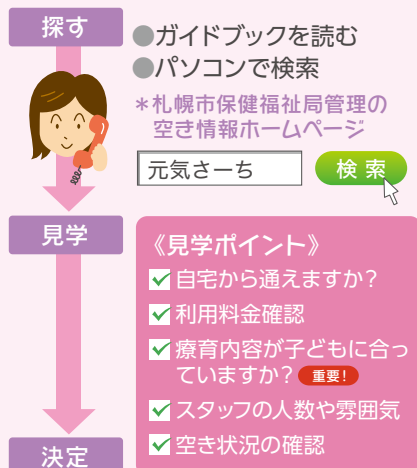 探す
●ガイドブックを読む
●パソコンで検索
*札幌市保健福祉局管理の
空き情報ホームページ
元気さーち
検 索
見学
《見学ポイント》
自宅から通えますか?
利用料金確認
療育内容が子どもに合っ
ていますか? 重要!
スタッフの人数や雰囲気
空き状況の確認
決定